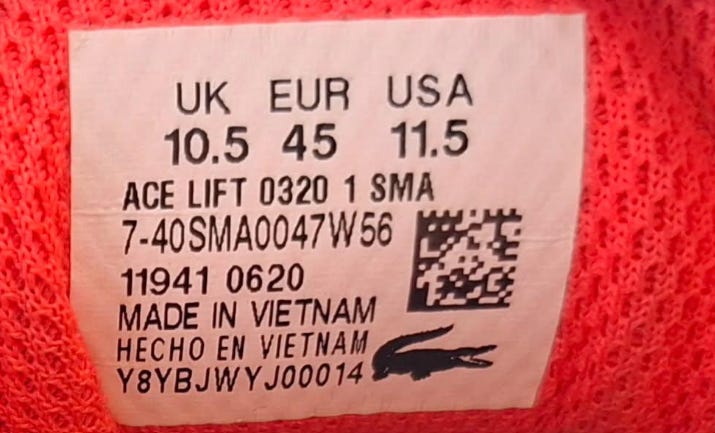 UK EUR USA
10.5 45 11.5
ACE LIFT 0320 1 SMA
7-40SMA0047W56
11941 0620
MADE IN VIETNAM
HECHO EN VIETNAM
Y8YBJWYJ00014